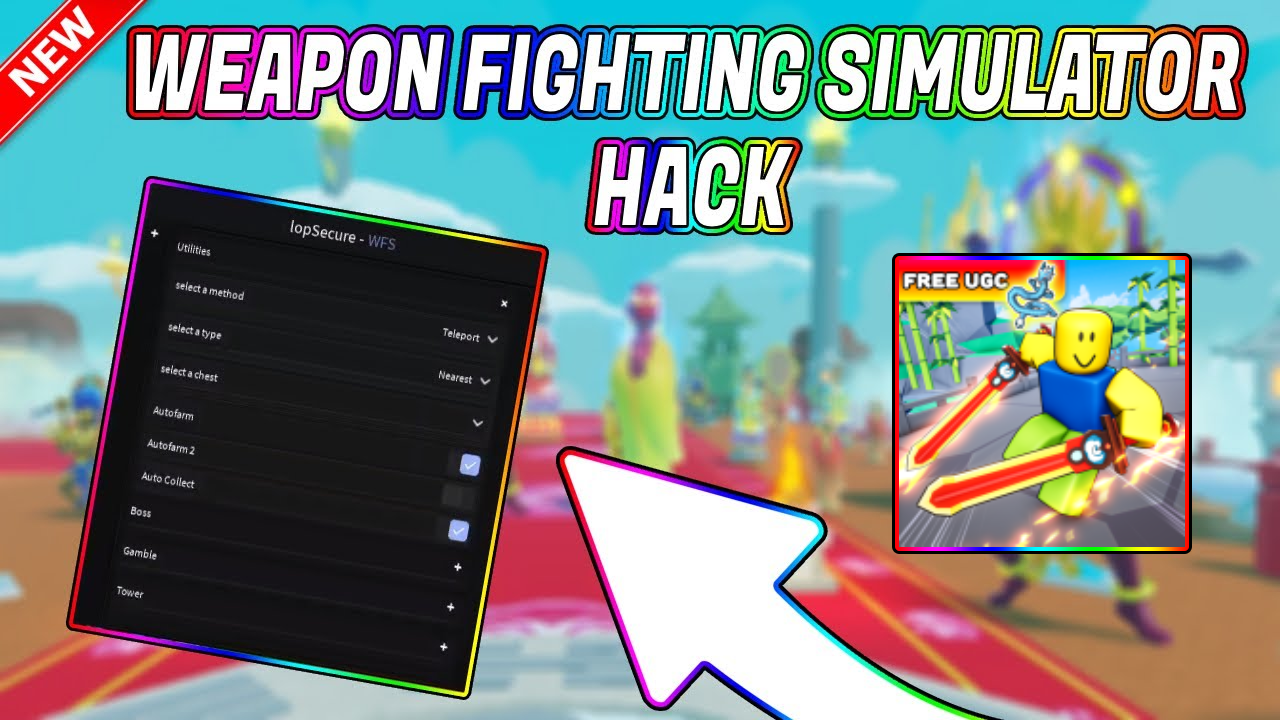 NEW
WEAPON FIGHTING SIMULATOR
HACK
lopSecure - WFS
Utilities
select a method
Teleport
select a type
Nearest
select a chest
Autofarm
Autofarm 2
Auto Collect
Boss
Gamble
Tower
FREE UGC